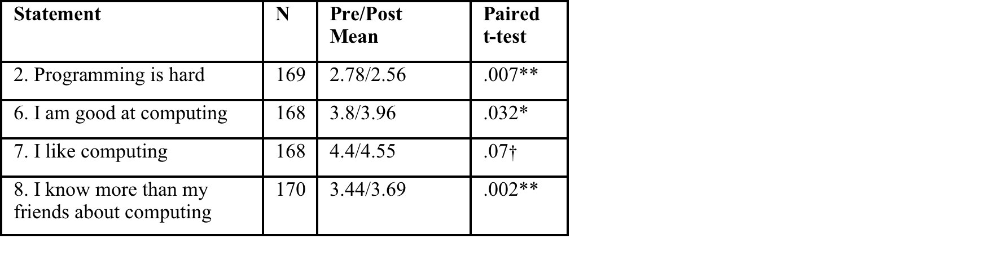 Statement N Pre/Post Paired
Mean t-test
2. Programming is hard 169 2.78/2.56 .007**
6. I am good at computing 168 3.8/3.96 .032*
7. I like computing 168 4.4/4.55 .07†
8. I know more than my 170 3.44/3.69 .002**
friends about computing